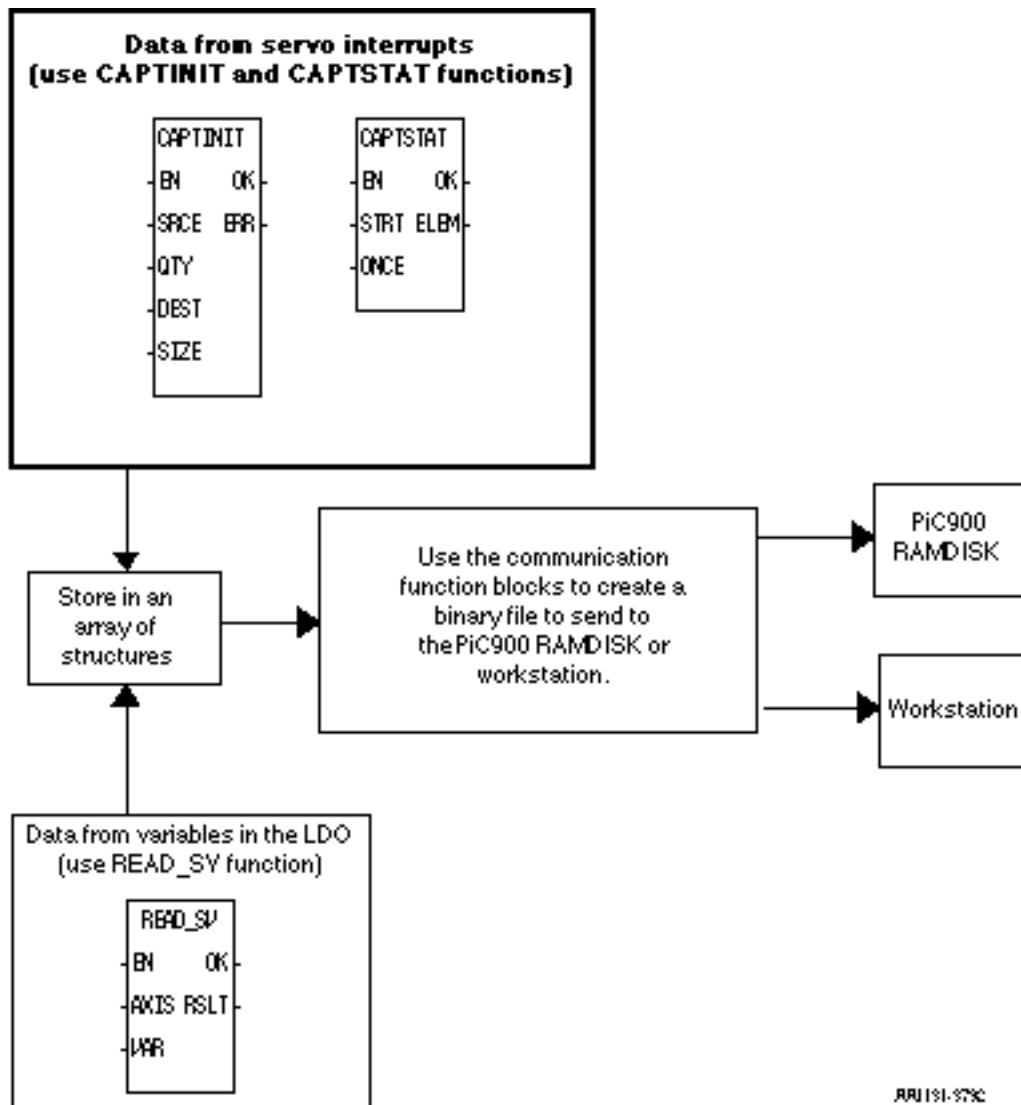 Data from servo interrupts
(use CAPTINIT and CAPTSTAT functions)
CAPTINIT
EN OK
SRCE ERR
QTY
DEST
SIZE
CAPTSTAT
EN OK
STRT ELEM
ONCE
Store in an
array of
structures
Use the communication
function blocks to create a
binary file to send to
the PiC900 RAMDISK or
workstation.
PiC900
RAMDISK
Workstation
Data from variables in the LDO
(use READ_SV function)
READ_SV
EN OK
AXIS RSLT
VAR